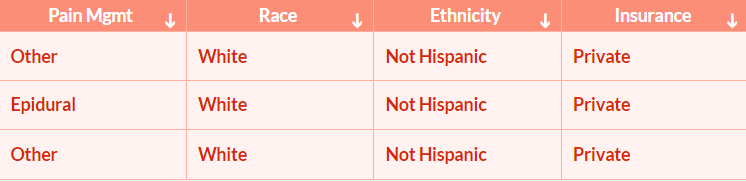 Pain Mgmt Race Ethnicity Insurance
Other White Not Hispanic Private
Epidural White Not Hispanic Private
Other White Not Hispanic Private